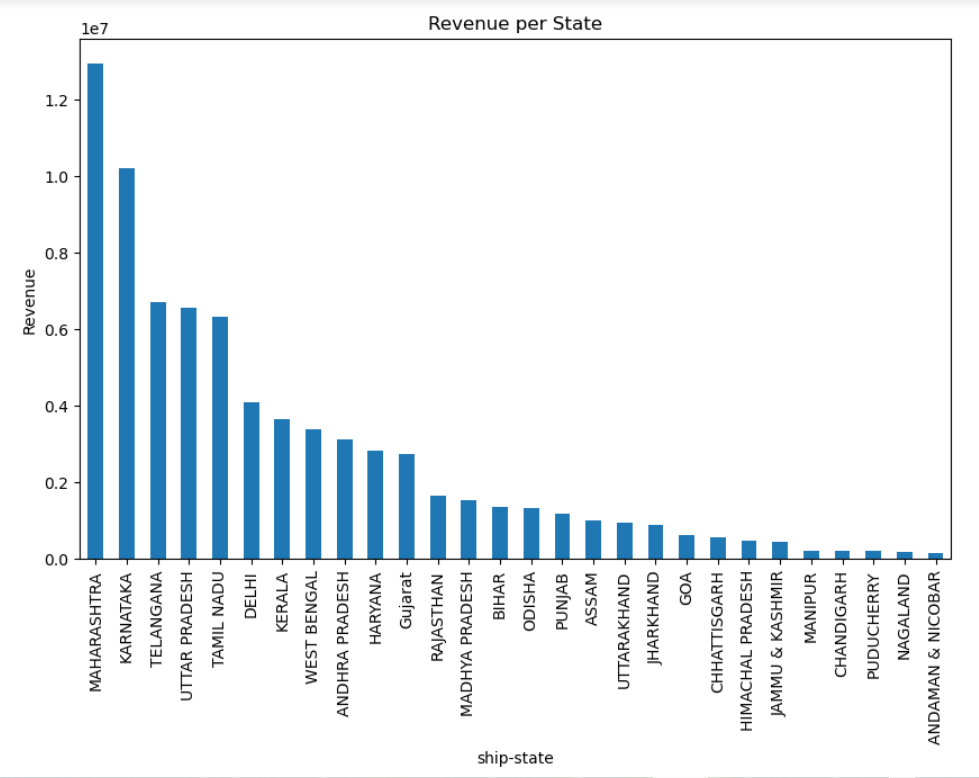 Revenue per State
1e7
1.2
1.0
0.8
0.6
0.4
0.2
0.0
Revenue
MAHARASHTRA
KARNATAKA
TELANGANA
UTTAR PRADESH
TAMIL NADU
DELHI
KERALA
WEST BENGAL
ANDHRA PRADESH
HARYANA
Gujarat
RAJASTHAN
MADHYA PRADESH
BIHAR
ODISHA
PUNJAB
ASSAM
UTTARAKHAND
JHARKHAND
GOA
CHHATTISGARH
HIMACHAL PRADESH
JAMMU & KASHMIR
MANIPUR
CHANDIGARH
PUDUCHERRY
NAGALAND
ANDAMAN & NICOBAR
ship-state